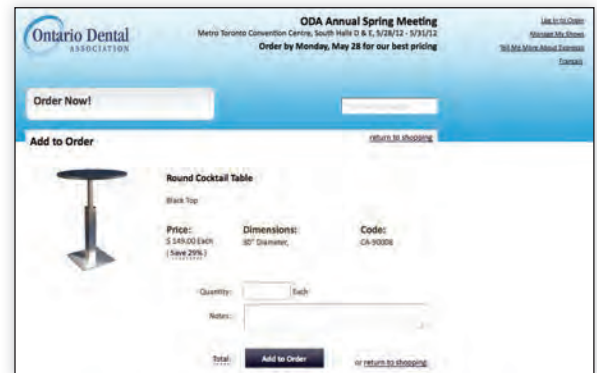 Ontario Dental
ASSOCIATION
ODA Annual Spring Meeting
Metro Toronto Convention Centre, South Halls D & E, 5/28/12 - 5/31/12
Order by Monday, May 28 for our best pricing
Log In to Order
Manage My Shows
Tell Me More About Expresso
Français
Order Now!
Add to Order
return to shopping
Round Cocktail Table
Black Top
Price:
$ 149.00 Each
(Save 29%)
Dimensions:
30" Diameter,
Code:
CA-90008
Quantity:
Each
Notes:
Total:
Add to Order
or return to shopping